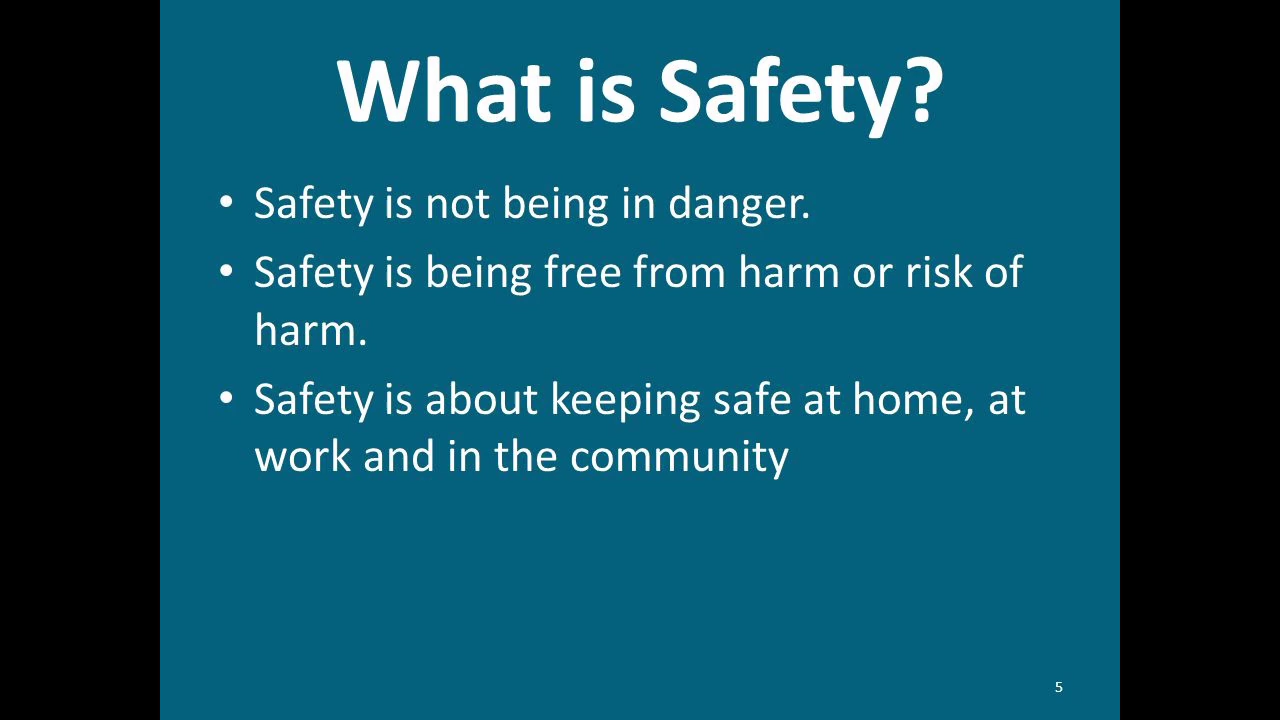 What is Safety?
• Safety is not being in danger.
• Safety is being free from harm or risk of
harm.
• Safety is about keeping safe at home, at
work and in the community
5